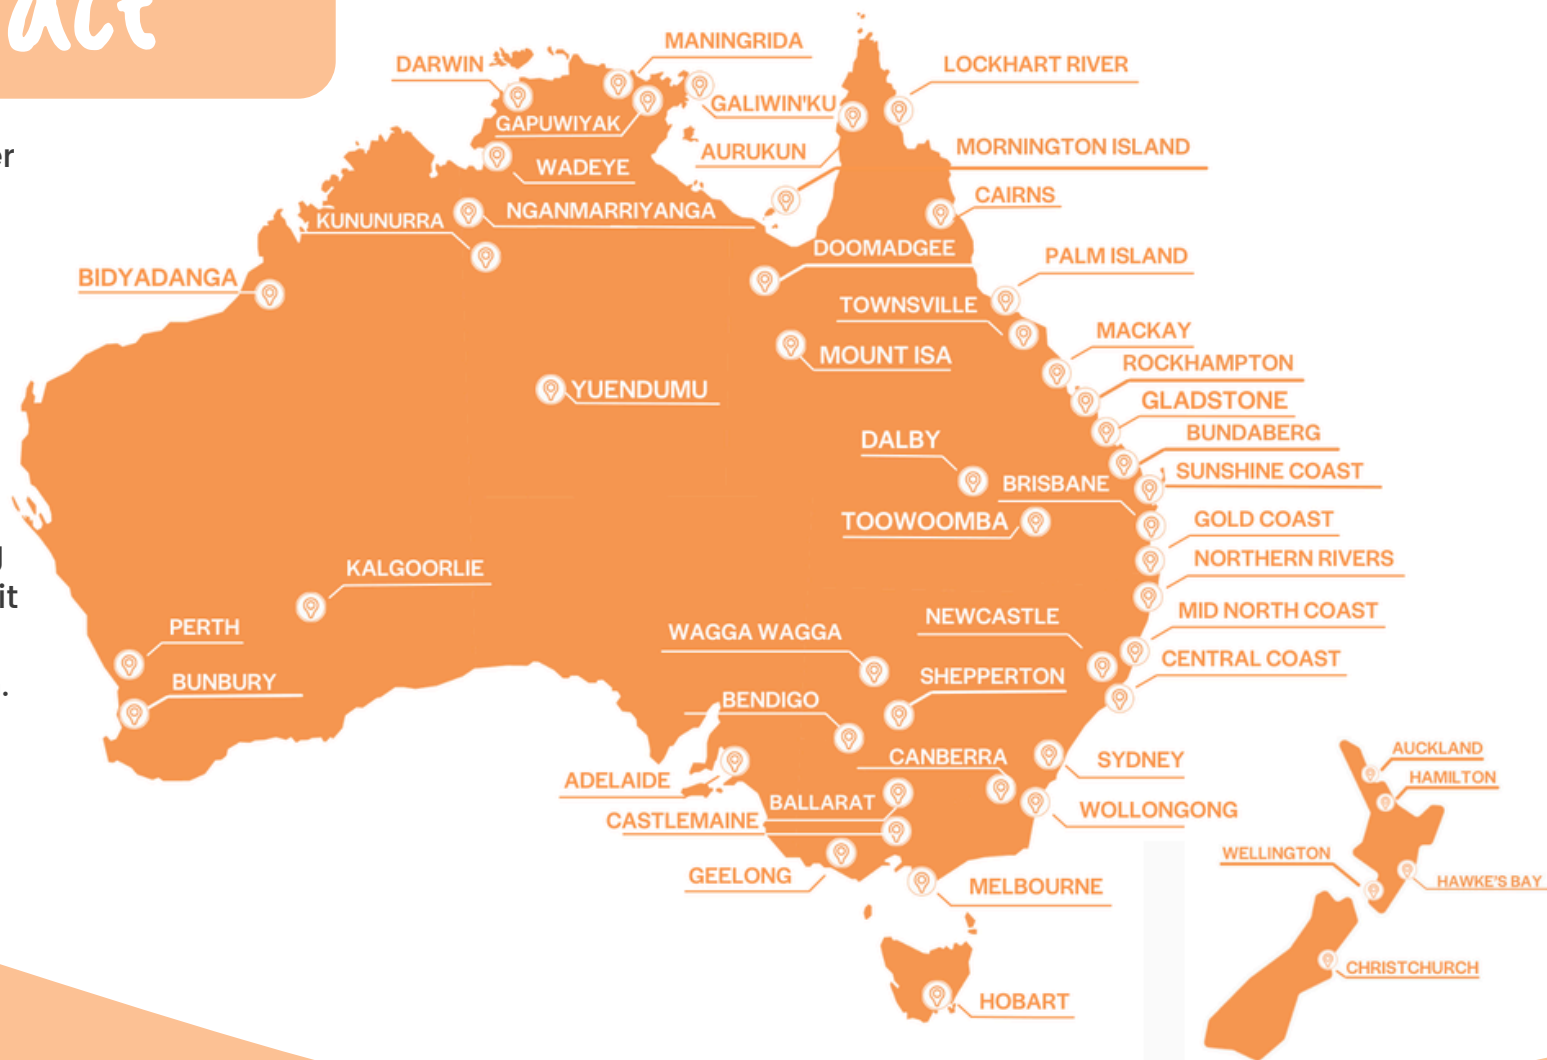 act
er
g
it
.
MANINGRIDA
DARWIN
LOCKHART RIVER
GALIWIN'KU
GAPUWIYAK
AURUKUN
MORNINGTON ISLAND
WADEYE
CAIRNS
NGANMARRIYANGA
KUNUNURRA
DOOMADGEE
PALM ISLAND
BIDYADANGA
TOWNSVILLE
MACKAY
MOUNT ISA
ROCKHAMPTON
YUENDUMU
GLADSTONE
BUNDABERG
DALBY
SUNSHINE COAST
BRISBANE
GOLD COAST
TOOWOOMBA
NORTHERN RIVERS
KALGOORLIE
MID NORTH COAST
NEWCASTLE
PERTH
WAGGA WAGGA
CENTRAL COAST
SHEPPERTON
BUNBURY
BENDIGO
CANBERRA
SYDNEY
ADELAIDE
BALLARAT
WOLLONGONG
CASTLEMAINE
GEELONG
MELBOURNE
HOBART
AUCKLAND
HAMILTON
WELLINGTON
HAWKE'S BAY
CHRISTCHURCH